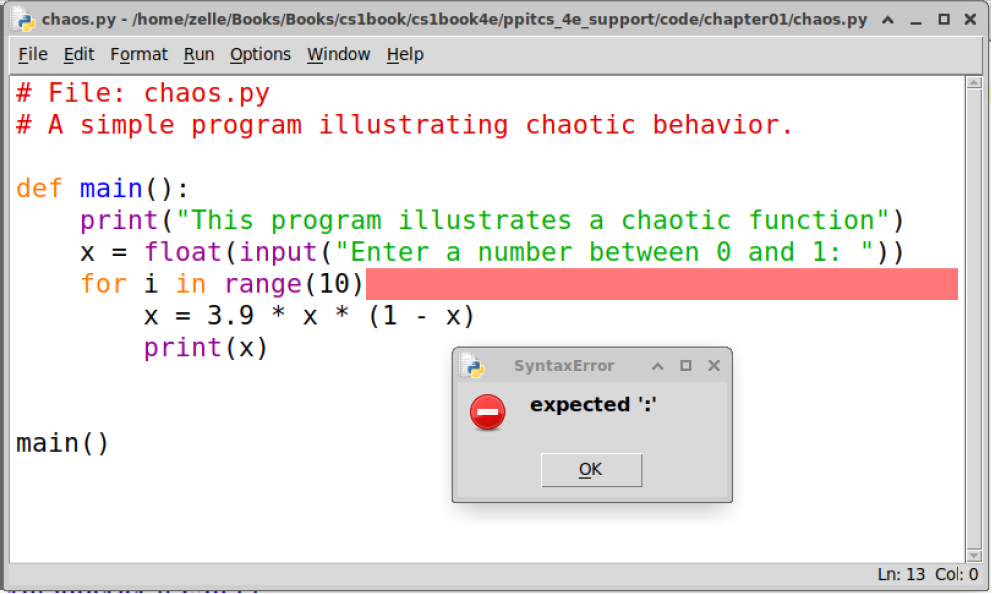 chaos.py - /home/zelle/Books/Books/cs1book/cs1book4e/ppitcs_4e_support/code/chapter01/chaos.py
File Edit Format Run Options Window Help
# File: chaos.py
# A simple program illustrating chaotic behavior.
def main():
    print("This program illustrates a chaotic function")
    x = float(input("Enter a number between 0 and 1: "))
    for i in range(10)
        x = 3.9 * x * (1 - x)
        print(x)
SyntaxError
expected ':'
OK
main()
Ln: 13 Col: 0